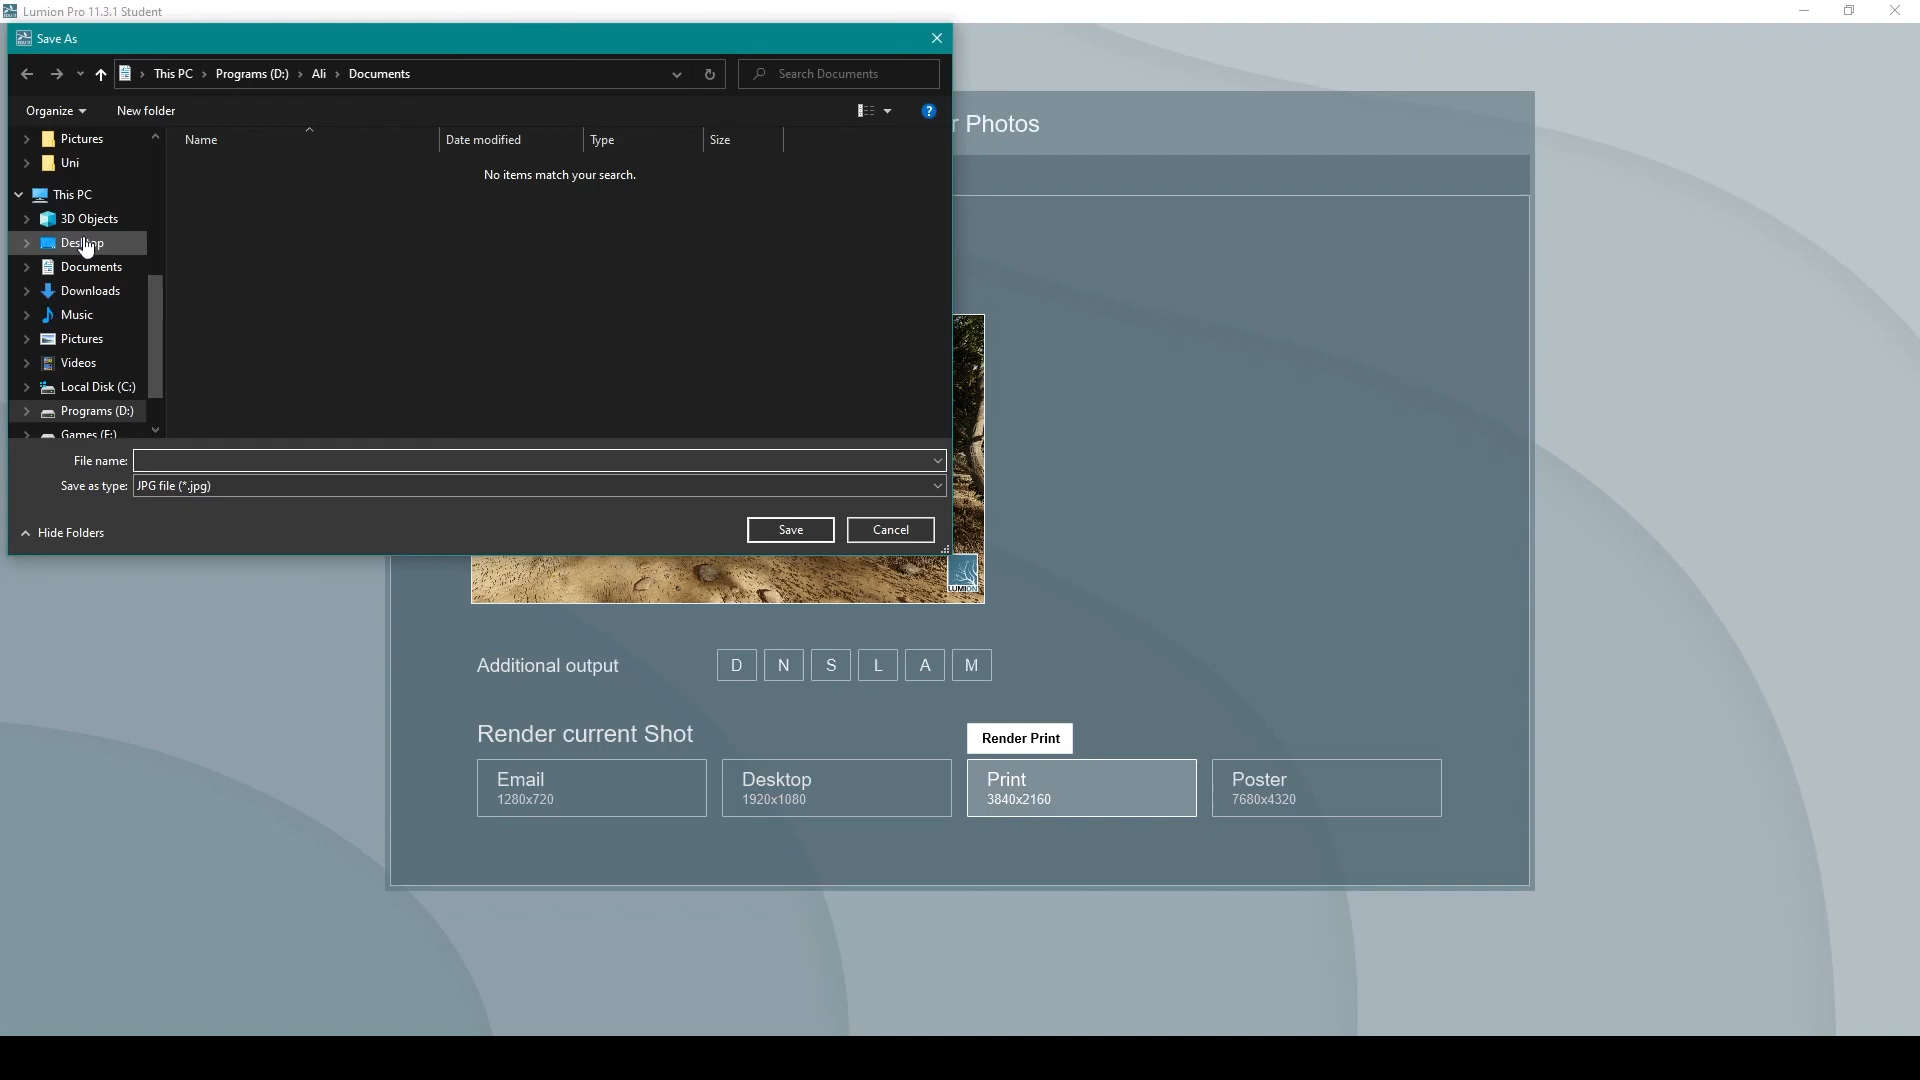 Lumion Pro 11.3.1 Student
Save As
This PC > Programs (D:) > Ali > Documents
Search Documents
Organize
New folder
?
Pictures
Uni
This PC
3D Objects
Desktop
Documents
Downloads
Music
Pictures
Videos
Local Disk (C:)
Programs (D:)
Games (E:)
Name
Date modified
Type
Size
No items match your search.
File name:
Save as type: JPG file (*.jpg)
Hide Folders
Save
Cancel
r Photos
LUMION
Additional output
D N S L A M
Render current Shot
Render Print
Email
1280x720
Desktop
1920x1080
Print
3840x2160
Poster
7680x4320